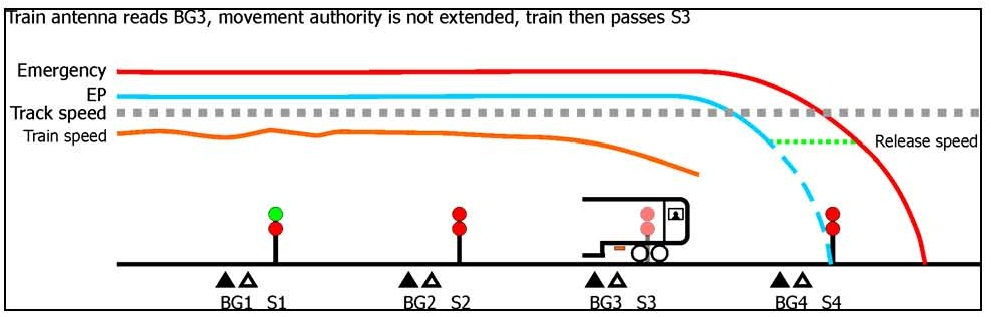 Train antenna reads BG3, movement authority is not extended, train then passes S3
Emergency
EP
Track speed
Train speed
Release speed
BG1 S1 BG2 S2 BG3 S3 BG4 S4